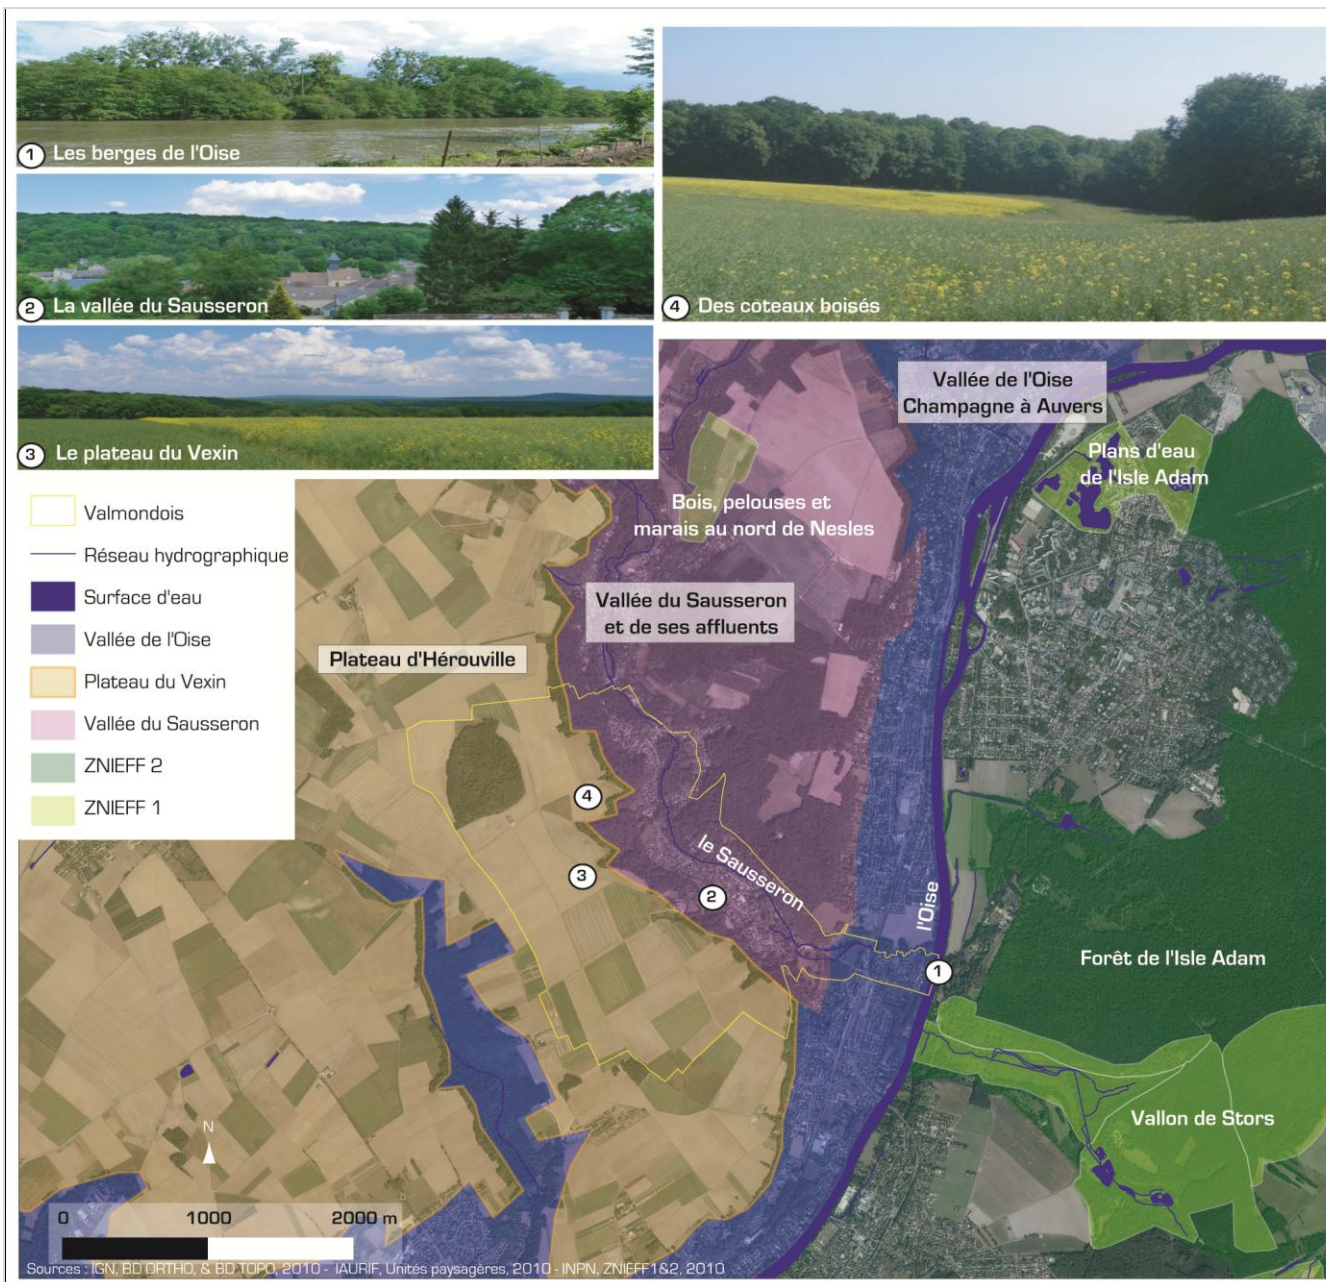 1 Les berges de l'Oise
2 La vallée du Sausseron
3 Le plateau du Vexin
4 Des coteaux boisés
Valmondois
Réseau hydrographique
Surface d'eau
Vallée de l'Oise
Plateau du Vexin
Vallée du Sausseron
ZNIEFF 2
ZNIEFF 1
Vallée de l'Oise
Champagne à Auvers
Plans d'eau
de l'Isle Adam
Bois, pelouses et
marais au nord de Nesles
Vallée du Sausseron
et de ses affluents
Plateau d'Hérouville
4
3
2
le Sausseron
l'Oise
1
Forêt de l'Isle Adam
Vallon de Stors
N
0 1000 2000 m
Sources : IGN, BD ORTHO, & BD TOPO, 2010 - IAURIF, Unités paysagères, 2010 - INPN, ZNIEFF1&2, 2010